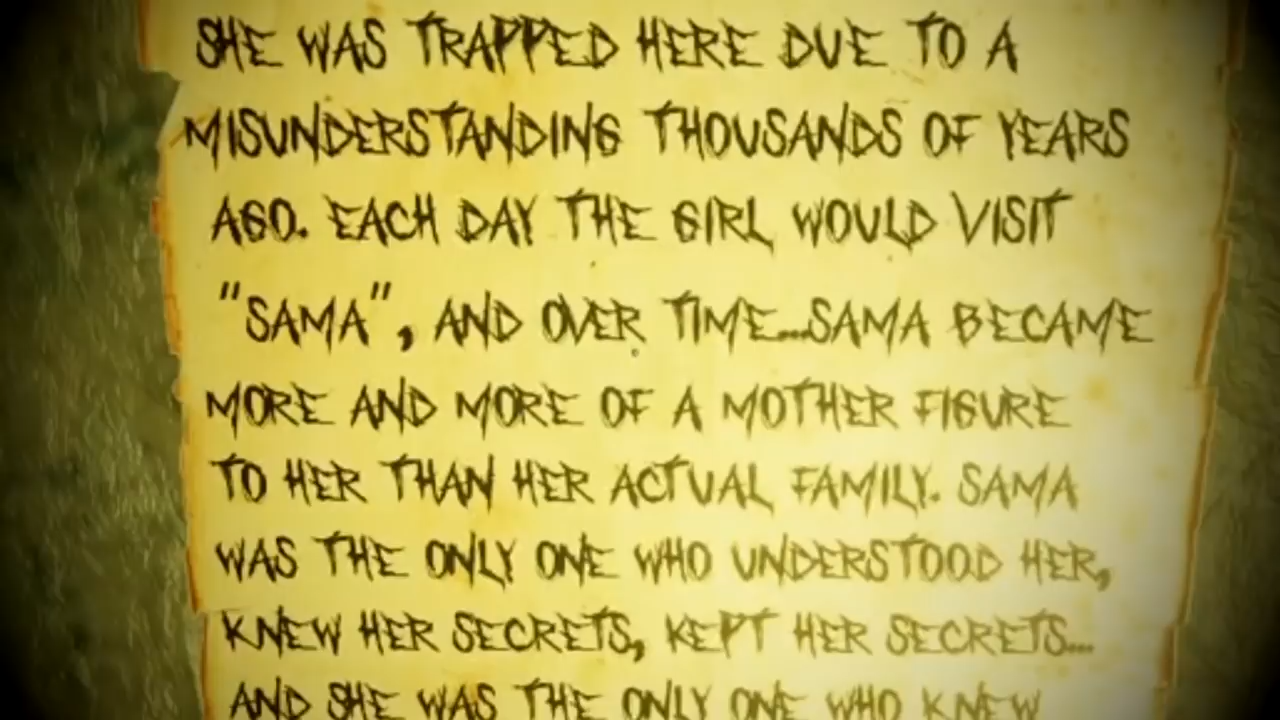 SHE WAS TRAPPED HERE DUE TO A
MISUNDERSTANDING THOUSANDS OF YEARS
AGO. EACH DAY THE GIRL WOULD VISIT
"SAMA", AND OVER TIME...SAMA BECAME
MORE AND MORE OF A MOTHER FIGURE
TO HER THAN HER ACTUAL FAMILY. SAMA
WAS THE ONLY ONE WHO UNDERSTOOD HER,
KNEW HER SECRETS, KEPT HER SECRETS...
AND SHE WAS THE ONLY ONE WHO KNEW